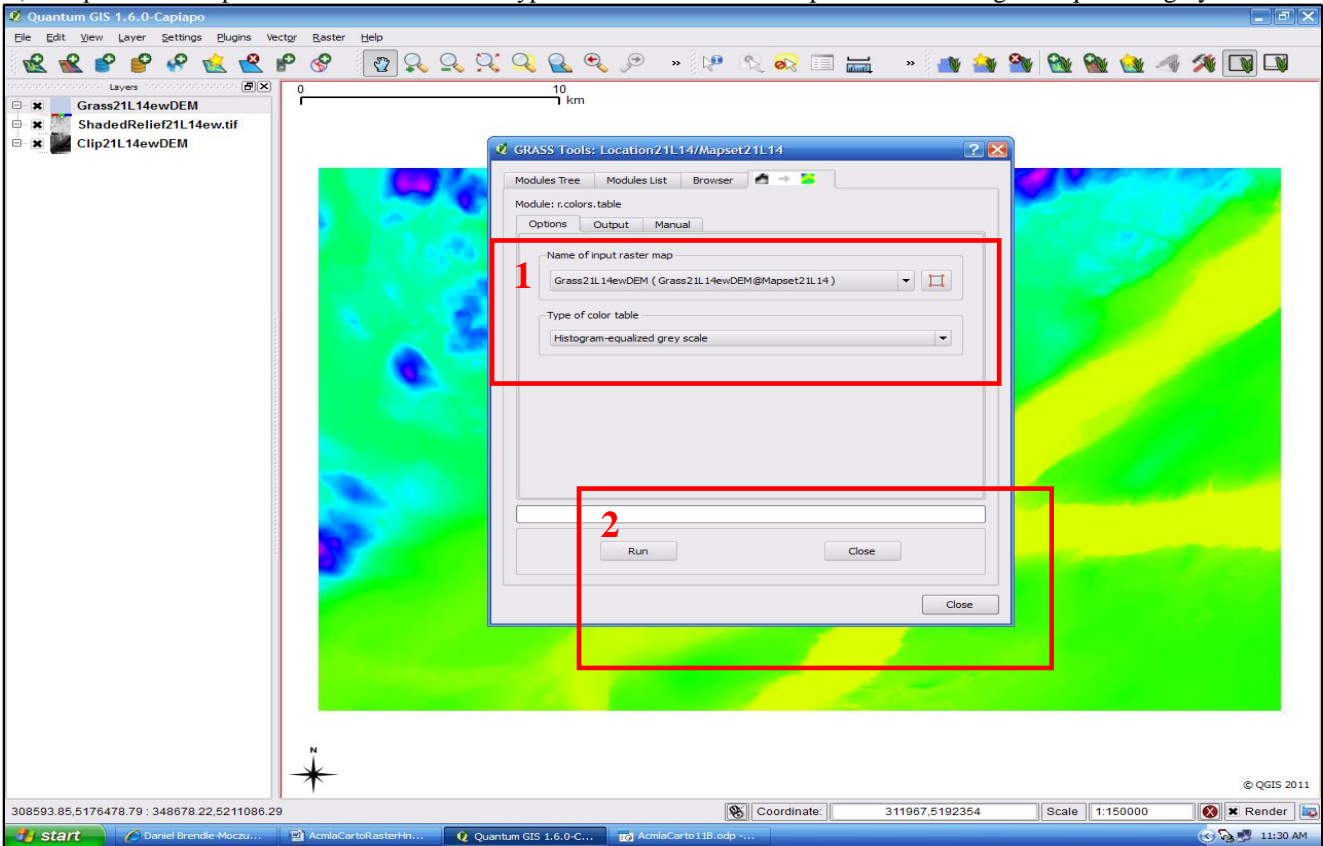 Quantum GIS 1.6.0-Capiapo
File Edit View Layer Settings Plugins Vector Raster Help
»
»
Layers
Grass21L14ewDEM
ShadedRelief21L14ew.tif
Clip21L14ewDEM
0 10
km
GRASS Tools: Location21L14/Mapset21L14
Modules Tree Modules List Browser
Module: r.colors.table
Options Output Manual
1
Name of input raster map
Grass21L14ewDEM ( Grass21L14ewDEM@Mapset21L14 )
Type of color table
Histogram-equalized grey scale
2
Run Close
Close
N
© QGIS 2011
308593.85,5176478.79 : 348678.22,5211086.29
Coordinate: 311967,5192354 Scale 1:150000 Render
start Daniel Brendle-Moczu... AcmlaCartoRasterHn... Quantum GIS 1.6.0-C... AcmlaCarto11B.odp -... 11:30 AM